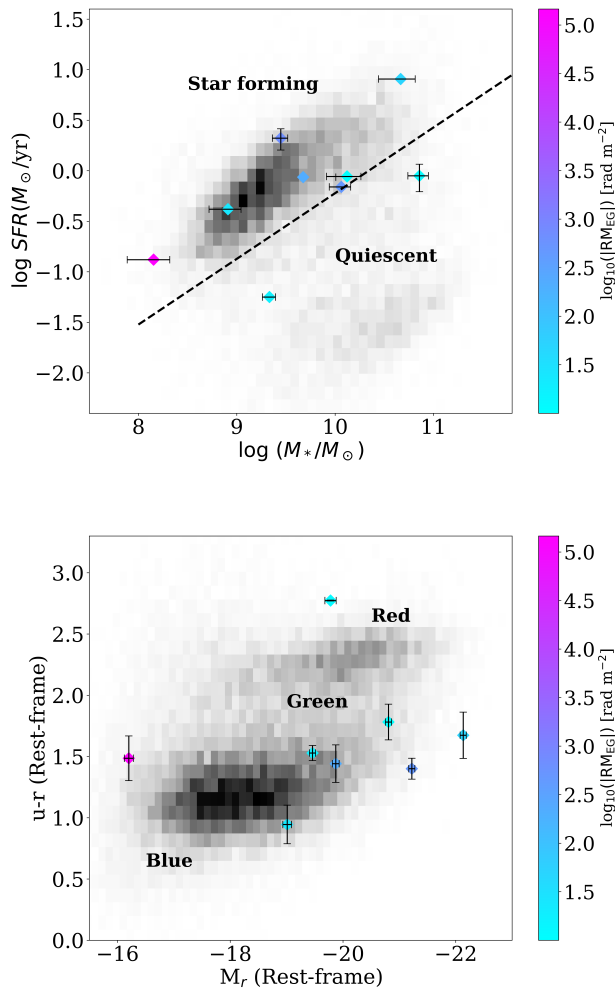 1.5
1.0
0.5
0.0
−0.5
−1.0
−1.5
−2.0
log SFR(M⊙/yr)
Star forming
Quiescent
8 9 10 11
log (M*/M⊙)
5.0
4.5
4.0
3.5
3.0
2.5
2.0
1.5
log₁₀(|RM_EG|) [rad m⁻²]
3.0
2.5
2.0
1.5
1.0
0.5
0.0
u-r (Rest-frame)
Red
Green
Blue
−16 −18 −20 −22
Mᵣ (Rest-frame)
5.0
4.5
4.0
3.5
3.0
2.5
2.0
1.5
log₁₀(|RM_EG|) [rad m⁻²]